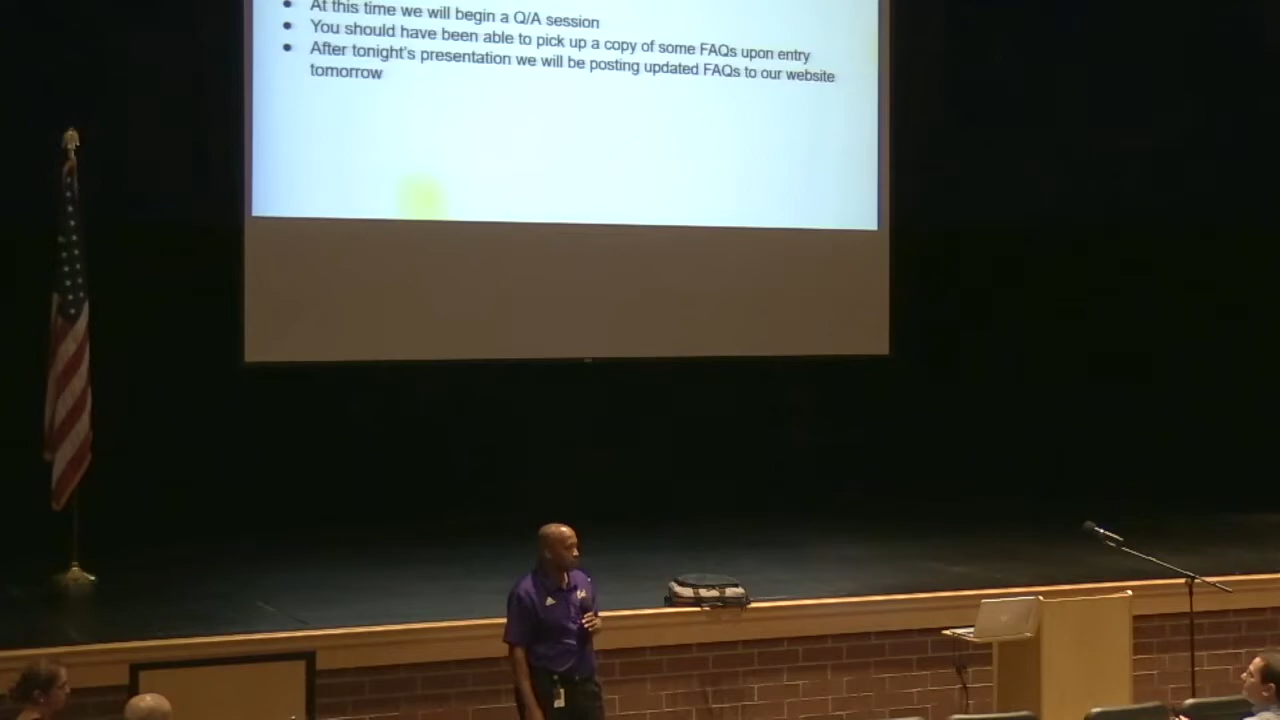 At this time we will begin a Q/A session
You should have been able to pick up a copy of some FAQs upon entry
After tonight's presentation we will be posting updated FAQs to our website
tomorrow